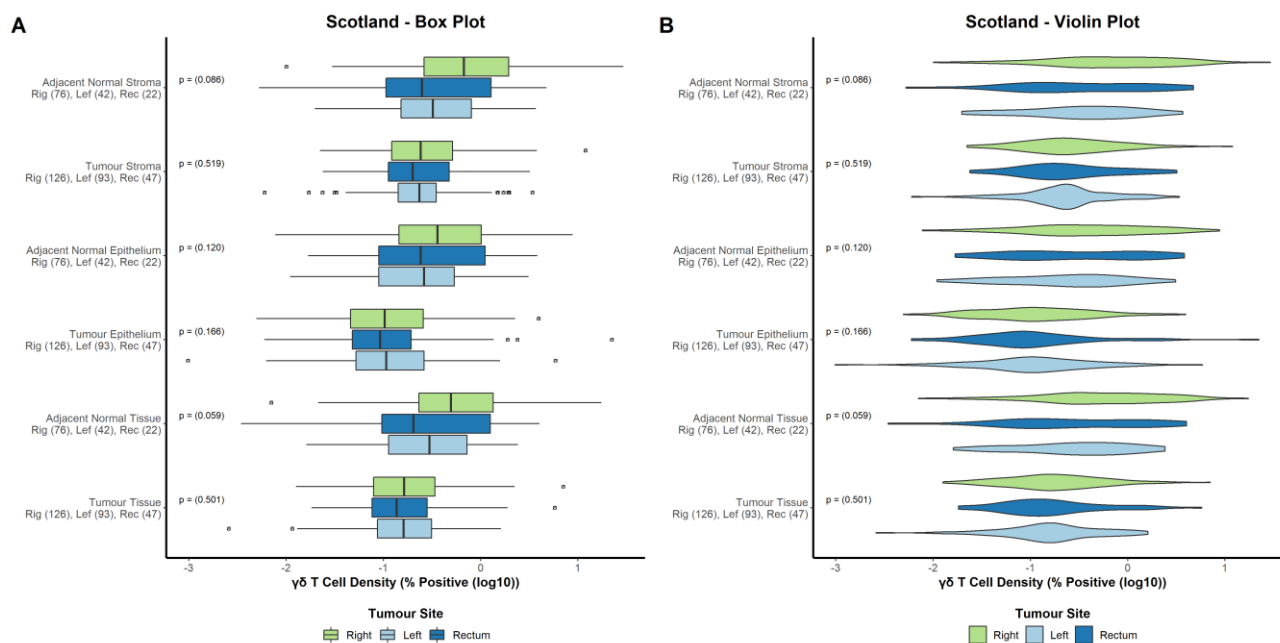 A
Scotland - Box Plot
Adjacent Normal Stroma
Rig (76), Lef (42), Rec (22)
p = (0.086)
Tumour Stroma
Rig (126), Lef (93), Rec (47)
p = (0.519)
Adjacent Normal Epithelium
Rig (76), Lef (42), Rec (22)
p = (0.120)
Tumour Epithelium
Rig (126), Lef (93), Rec (47)
p = (0.166)
Adjacent Normal Tissue
Rig (76), Lef (42), Rec (22)
p = (0.059)
Tumour Tissue
Rig (126), Lef (93), Rec (47)
p = (0.501)
-3 -2 -1 0 1
γδ T Cell Density (% Positive (log10))
Tumour Site
Right Left Rectum
B
Scotland - Violin Plot
Adjacent Normal Stroma
Rig (76), Lef (42), Rec (22)
p = (0.086)
Tumour Stroma
Rig (126), Lef (93), Rec (47)
p = (0.519)
Adjacent Normal Epithelium
Rig (76), Lef (42), Rec (22)
p = (0.120)
Tumour Epithelium
Rig (126), Lef (93), Rec (47)
p = (0.166)
Adjacent Normal Tissue
Rig (76), Lef (42), Rec (22)
p = (0.059)
Tumour Tissue
Rig (126), Lef (93), Rec (47)
p = (0.501)
-3 -2 -1 0 1
γδ T Cell Density (% Positive (log10))
Tumour Site
Right Left Rectum